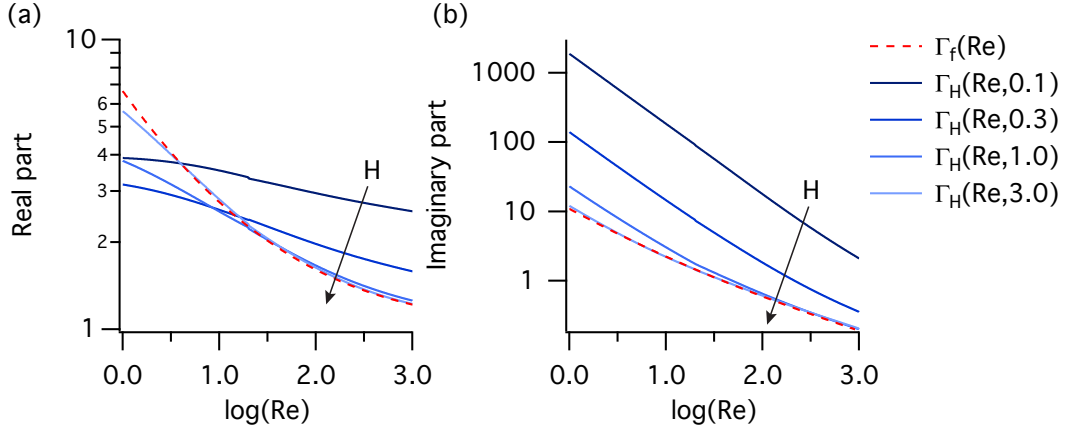 (a)
Real part
10
6
5
4
3
2
1
H
0.0 1.0 2.0 3.0
log(Re)
(b)
Imaginary part
1000
100
10
1
H
0.0 1.0 2.0 3.0
log(Re)
Γf(Re)
ΓH(Re,0.1)
ΓH(Re,0.3)
ΓH(Re,1.0)
ΓH(Re,3.0)